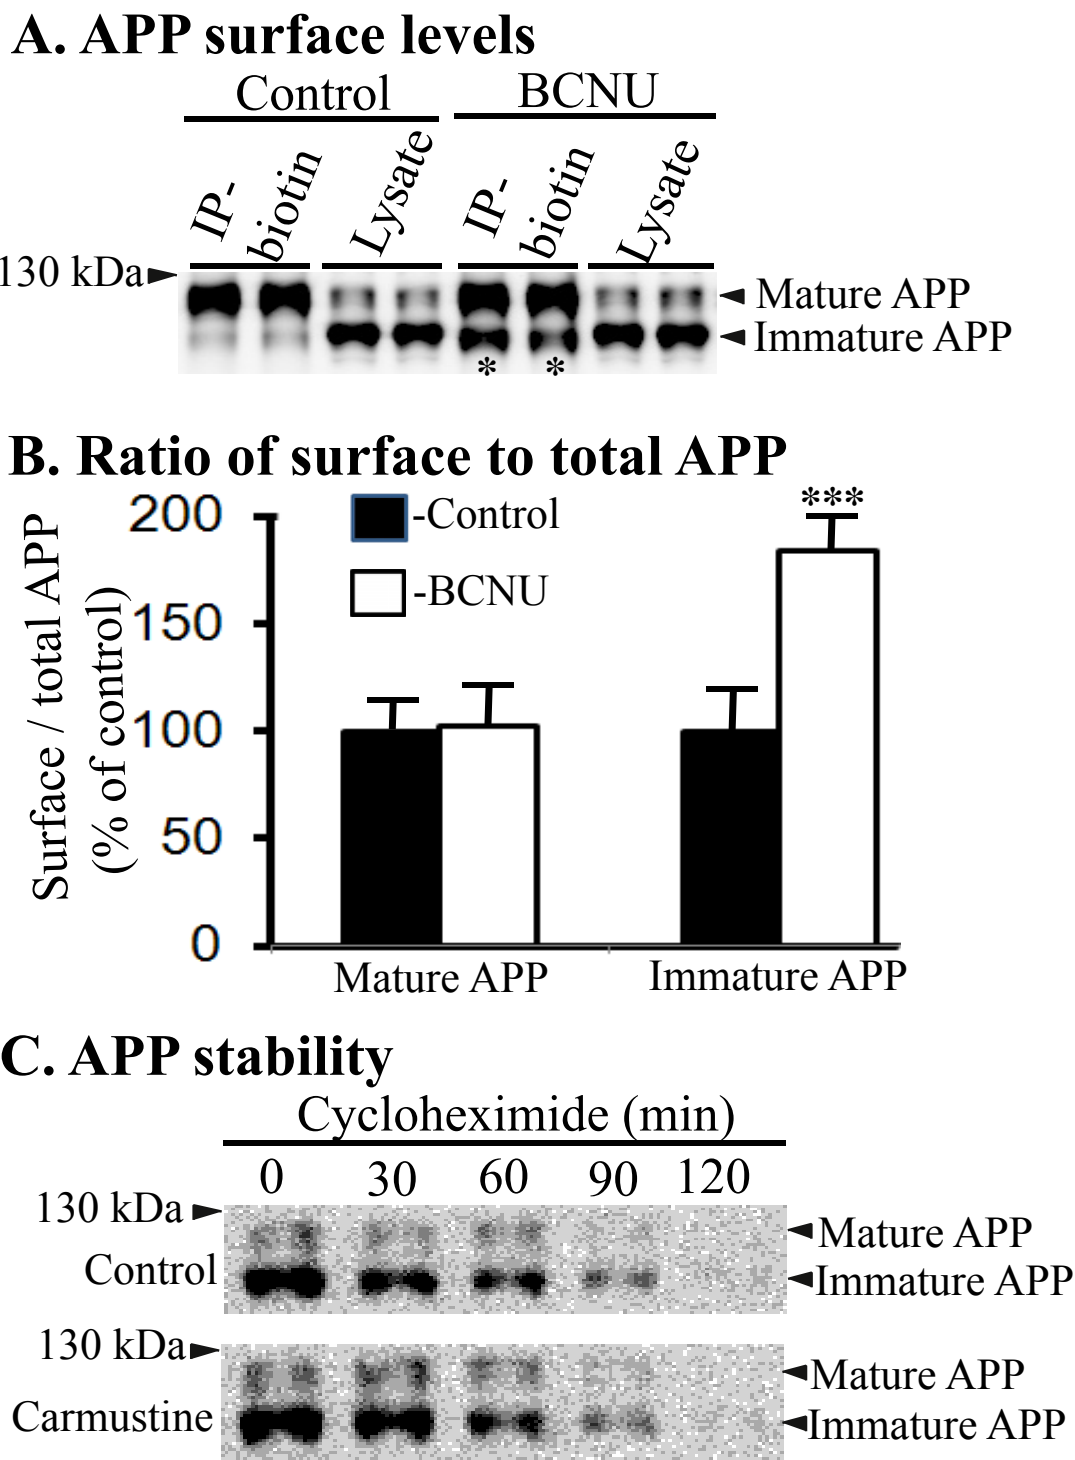 A. APP surface levels
Control
BCNU
IP-
biotin
Lysate
IP-
biotin
Lysate
130 kDa
Mature APP
Immature APP
*
*
B. Ratio of surface to total APP
Surface / total APP
(% of control)
200
150
100
50
0
-Control
-BCNU
***
Mature APP
Immature APP
C. APP stability
Cycloheximide (min)
0 30 60 90 120
130 kDa
Control
Mature APP
Immature APP
130 kDa
Carmustine
Mature APP
Immature APP